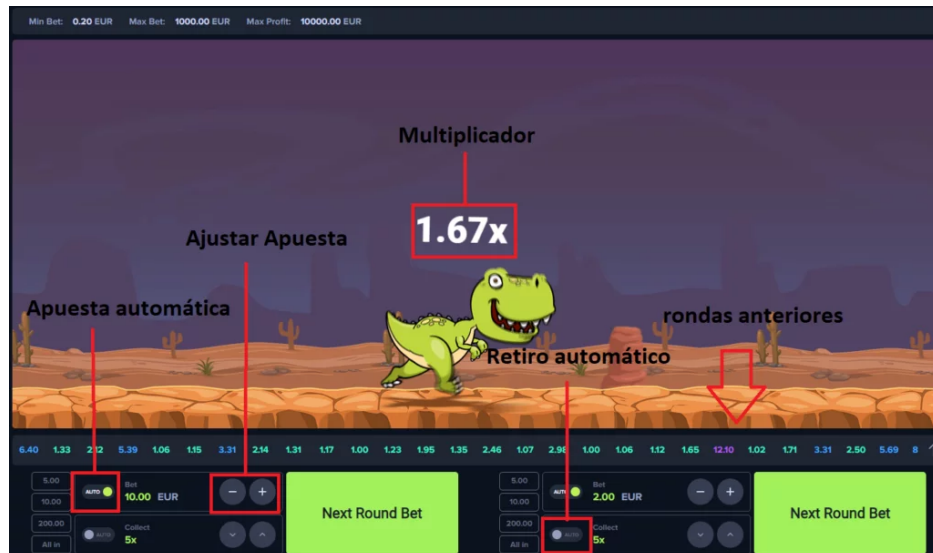 Min Bet: 0.20 EUR Max Bet: 1000.00 EUR Max Profit: 10000.00 EUR
Multiplicador
1.67x
Ajustar Apuesta
Apuesta automática
rondas anteriores
Retiro automático
6.40 1.33 2.12 5.39 1.06 1.15 3.31 2.14 1.31 1.17 1.00 1.23 1.95 1.35 2.46 1.07 2.98 1.00 1.06 1.12 1.65 12.10 1.02 1.71 3.31 2.50 5.69 8
5.00
10.00
200.00
All in
AUTO
Bet
10.00 EUR
- +
AUTO
Collect
5x
Next Round Bet
5.00
10.00
200.00
All in
AUTO
Bet
2.00 EUR
- +
AUTO
Collect
5x
Next Round Bet